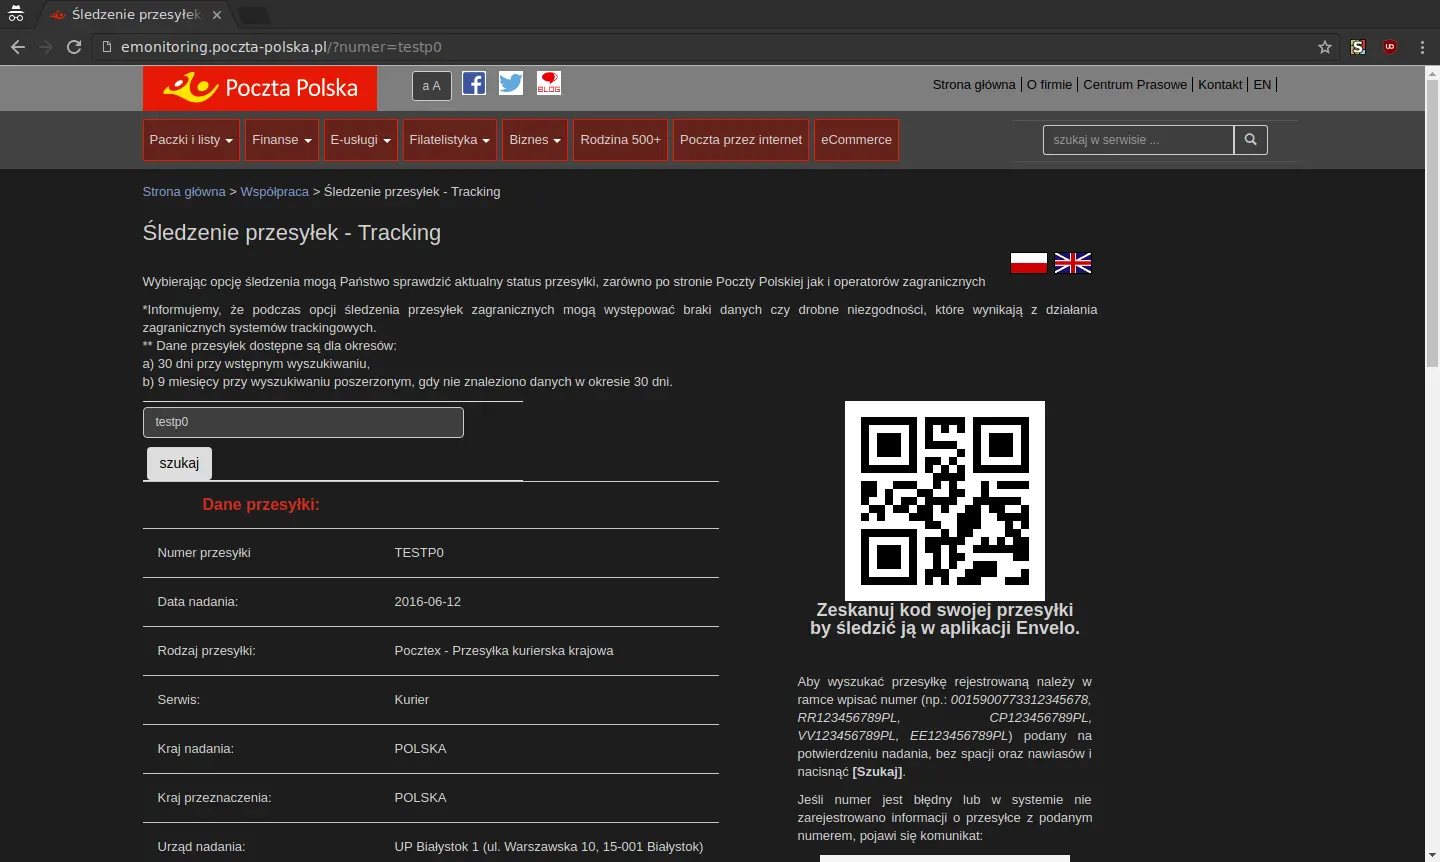 Śledzenie przesyłek
emonitoring.poczta-polska.pl/?numer=testp0
Poczta Polska
a A
BLOG
Strona główna | O firmie | Centrum Prasowe | Kontakt | EN |
Paczki i listy
Finanse
E-usługi
Filatelistyka
Biznes
Rodzina 500+
Poczta przez internet
eCommerce
szukaj w serwisie ...
Strona główna > Współpraca > Śledzenie przesyłek - Tracking
Śledzenie przesyłek - Tracking
Wybierając opcję śledzenia mogą Państwo sprawdzić aktualny status przesyłki, zarówno po stronie Poczty Polskiej jak i operatorów zagranicznych
*Informujemy, że podczas opcji śledzenia przesyłek zagranicznych mogą występować braki danych czy drobne niezgodności, które wynikają z działania
zagranicznych systemów trackingowych.
** Dane przesyłek dostępne są dla okresów:
a) 30 dni przy wstępnym wyszukiwaniu,
b) 9 miesięcy przy wyszukiwaniu poszerzonym, gdy nie znaleziono danych w okresie 30 dni.
testp0
szukaj
Dane przesyłki:
Numer przesyłki TESTP0
Data nadania: 2016-06-12
Rodzaj przesyłki: Pocztex - Przesyłka kurierska krajowa
Serwis: Kurier
Kraj nadania: POLSKA
Kraj przeznaczenia: POLSKA
Urząd nadania: UP Białystok 1 (ul. Warszawska 10, 15-001 Białystok)
Zeskanuj kod swojej przesyłki
by śledzić ją w aplikacji Envelo.
Aby wyszukać przesyłkę rejestrowaną należy w
ramce wpisać numer (np.: 0015900773312345678,
RR123456789PL, CP123456789PL,
VV123456789PL, EE123456789PL) podany na
potwierdzeniu nadania, bez spacji oraz nawiasów i
nacisnąć [Szukaj].
Jeśli numer jest błędny lub w systemie nie
zarejestrowano informacji o przesyłce z podanym
numerem, pojawi się komunikat: